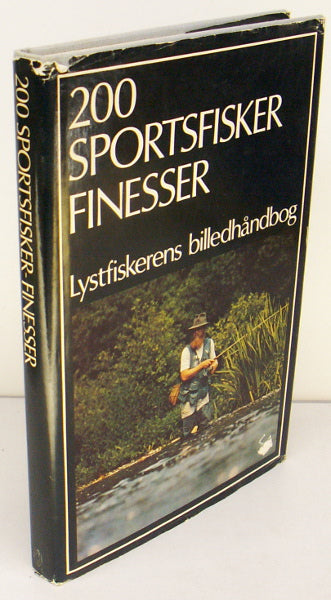 200
SPORTSFISKER
FINESSER
Lystfiskerens billedhåndbog
200 SPORTSFISKER-FINESSER